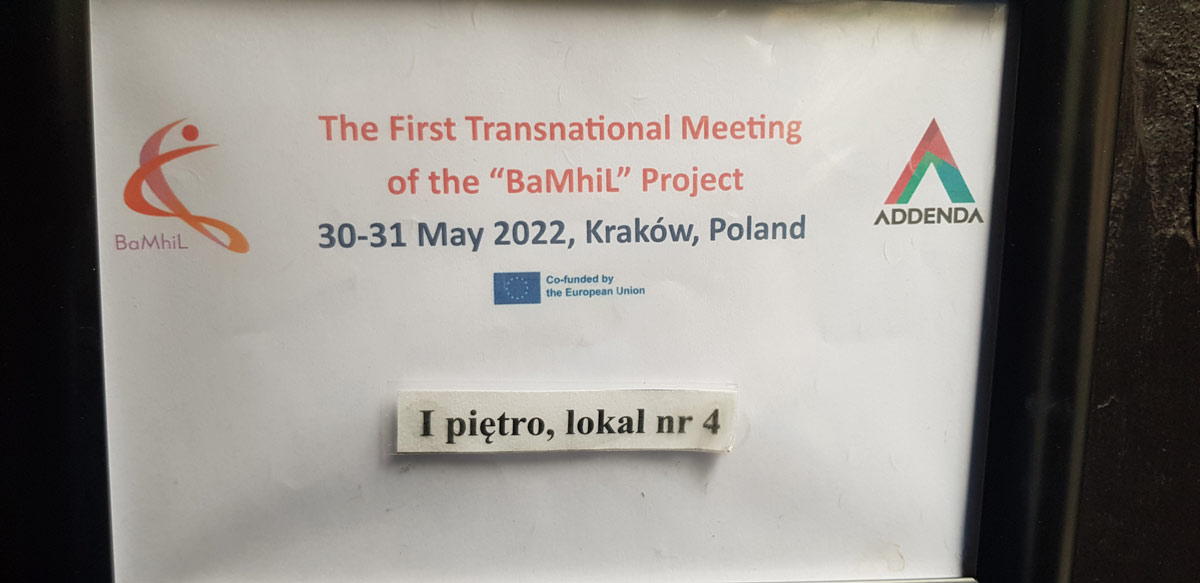 The First Transnational Meeting
of the “BaMhiL” Project
30-31 May 2022, Kraków, Poland
BaMhiL
ADDENDA
Co-funded by
the European Union
I piętro, lokal nr 4